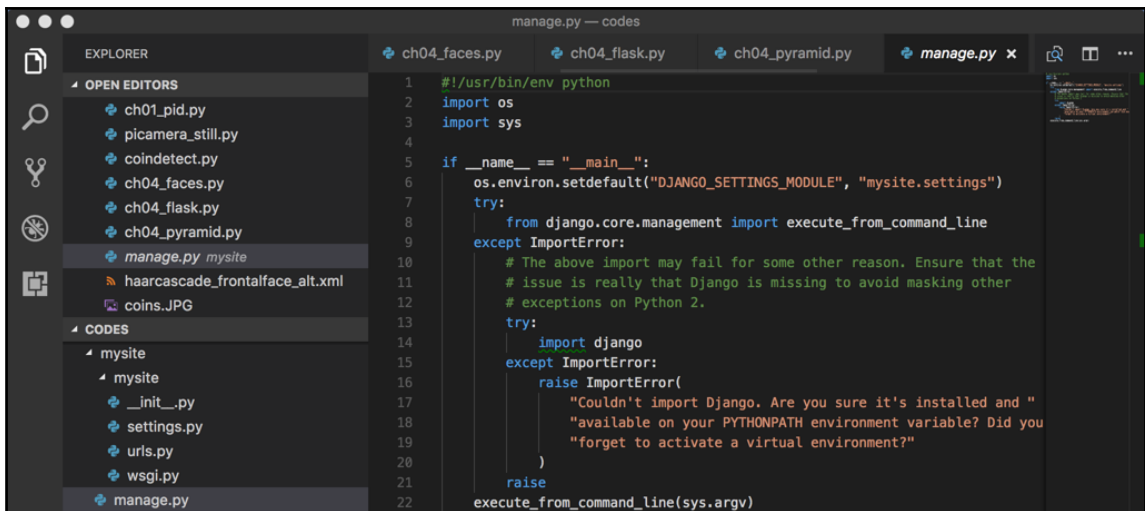 manage.py — codes
EXPLORER
OPEN EDITORS
ch01_pid.py
picamera_still.py
coindetect.py
ch04_faces.py
ch04_flask.py
ch04_pyramid.py
manage.py mysite
haarcascade_frontalface_alt.xml
coins.JPG
CODES
mysite
mysite
__init__.py
settings.py
urls.py
wsgi.py
manage.py
ch04_faces.py ch04_flask.py ch04_pyramid.py manage.py
1 #!/usr/bin/env python
2 import os
3 import sys
4
5 if __name__ == "__main__":
6 os.environ.setdefault("DJANGO_SETTINGS_MODULE", "mysite.settings")
7 try:
8 from django.core.management import execute_from_command_line
9 except ImportError:
10 # The above import may fail for some other reason. Ensure that the
11 # issue is really that Django is missing to avoid masking other
12 # exceptions on Python 2.
13 try:
14 import django
15 except ImportError:
16 raise ImportError(
17 "Couldn't import Django. Are you sure it's installed and "
18 "available on your PYTHONPATH environment variable? Did you
19 "forget to activate a virtual environment?"
20 )
21 raise
22 execute_from_command_line(sys.argv)